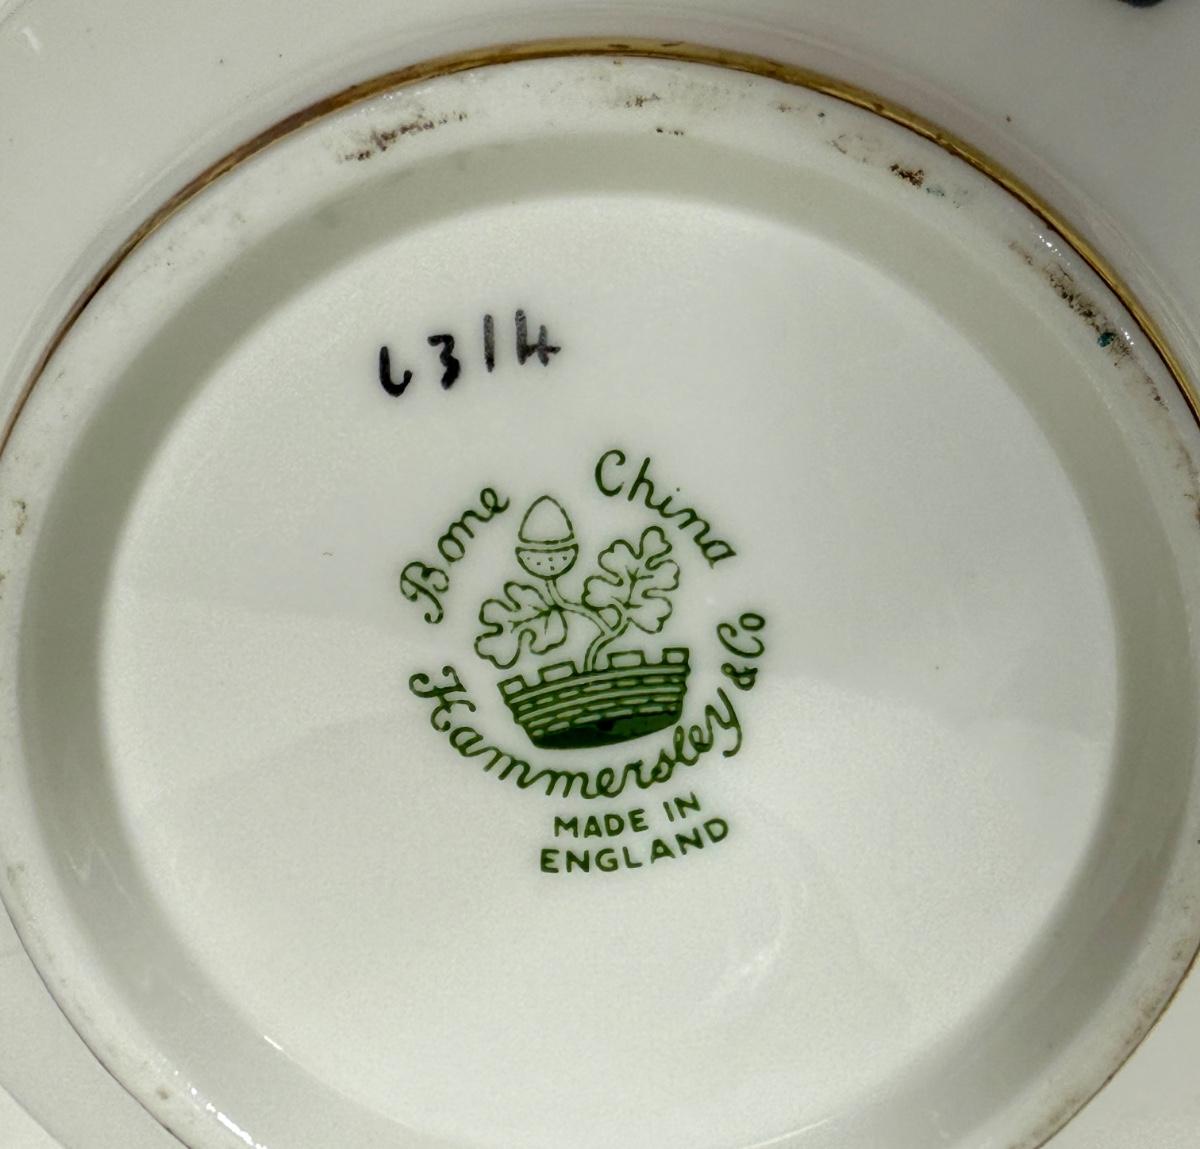 6314
Bone China
Hammersley & Co
MADE IN
ENGLAND